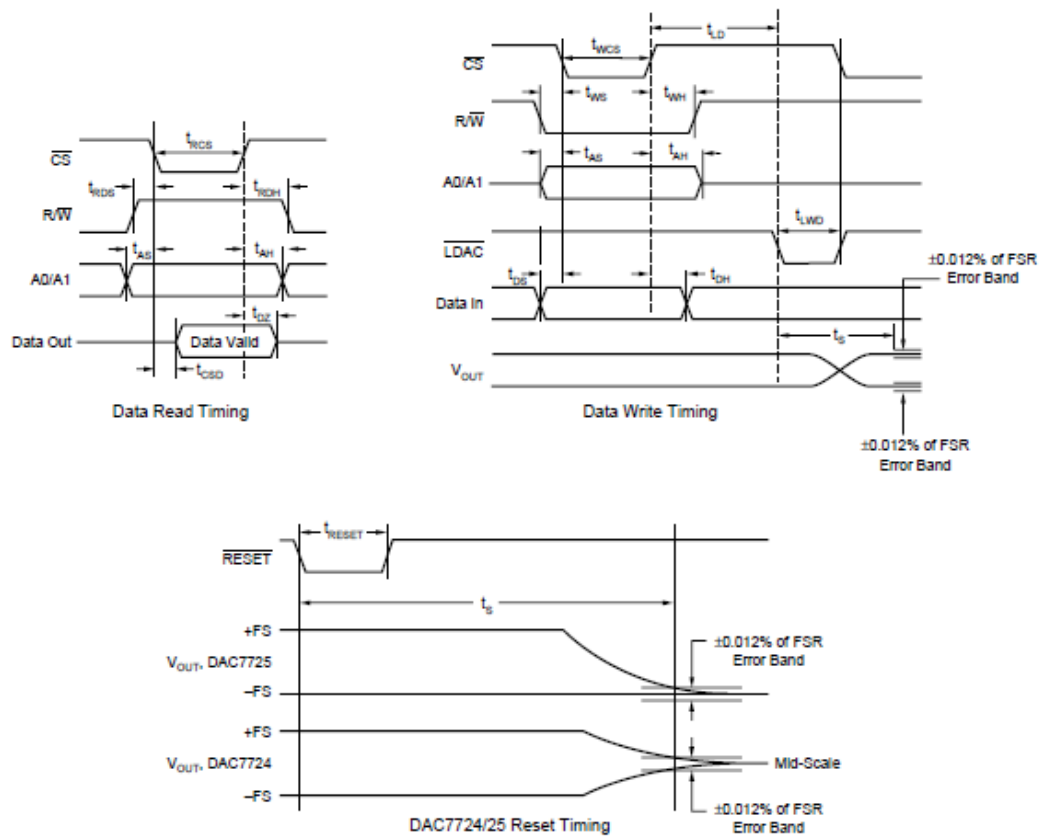 CS
tRCS
tRDS
tRDH
R/W
tAS
tAH
A0/A1
tDZ
Data Out
Data Valid
tCSD
Data Read Timing
tLD
tWCS
CS
tWS
tWH
R/W
tAS
tAH
A0/A1
tLWD
LDAC
tDS
tDH
±0.012% of FSR
Error Band
Data In
tS
VOUT
±0.012% of FSR
Error Band
Data Write Timing
tRESET
RESET
tS
+FS
VOUT, DAC7725
–FS
±0.012% of FSR
Error Band
+FS
VOUT, DAC7724
–FS
Mid-Scale
±0.012% of FSR
Error Band
DAC7724/25 Reset Timing